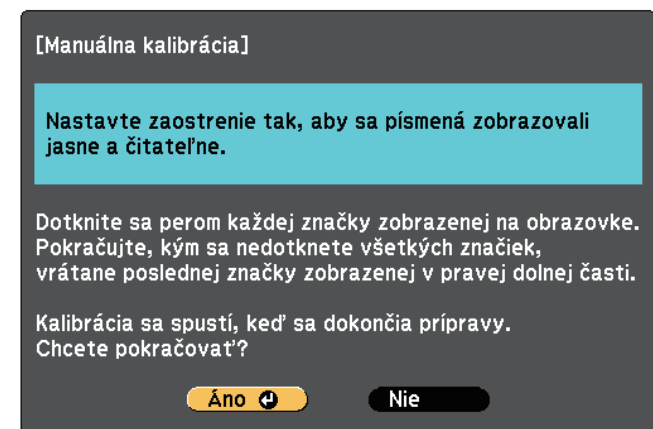 [Manuálna kalibrácia]
Nastavte zaostrenie tak, aby sa písmená zobrazovali
jasne a čitateľne.
Dotknite sa perom každej značky zobrazenej na obrazovke.
Pokračujte, kým sa nedotknete všetkých značiek,
vrátane poslednej značky zobrazenej v pravej dolnej časti.
Kalibrácia sa spustí, keď sa dokončia prípravy.
Chcete pokračovať?
Áno Nie